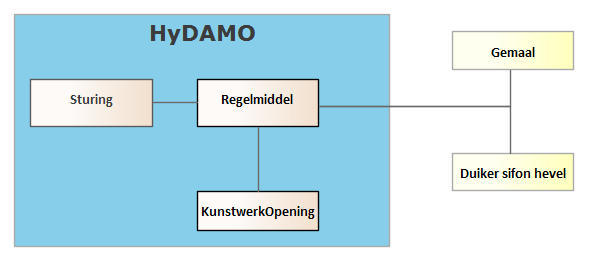 HyDAMO
Gemaal
Sturing
Regelmiddel
Duiker sifon hevel
KunstwerkOpening